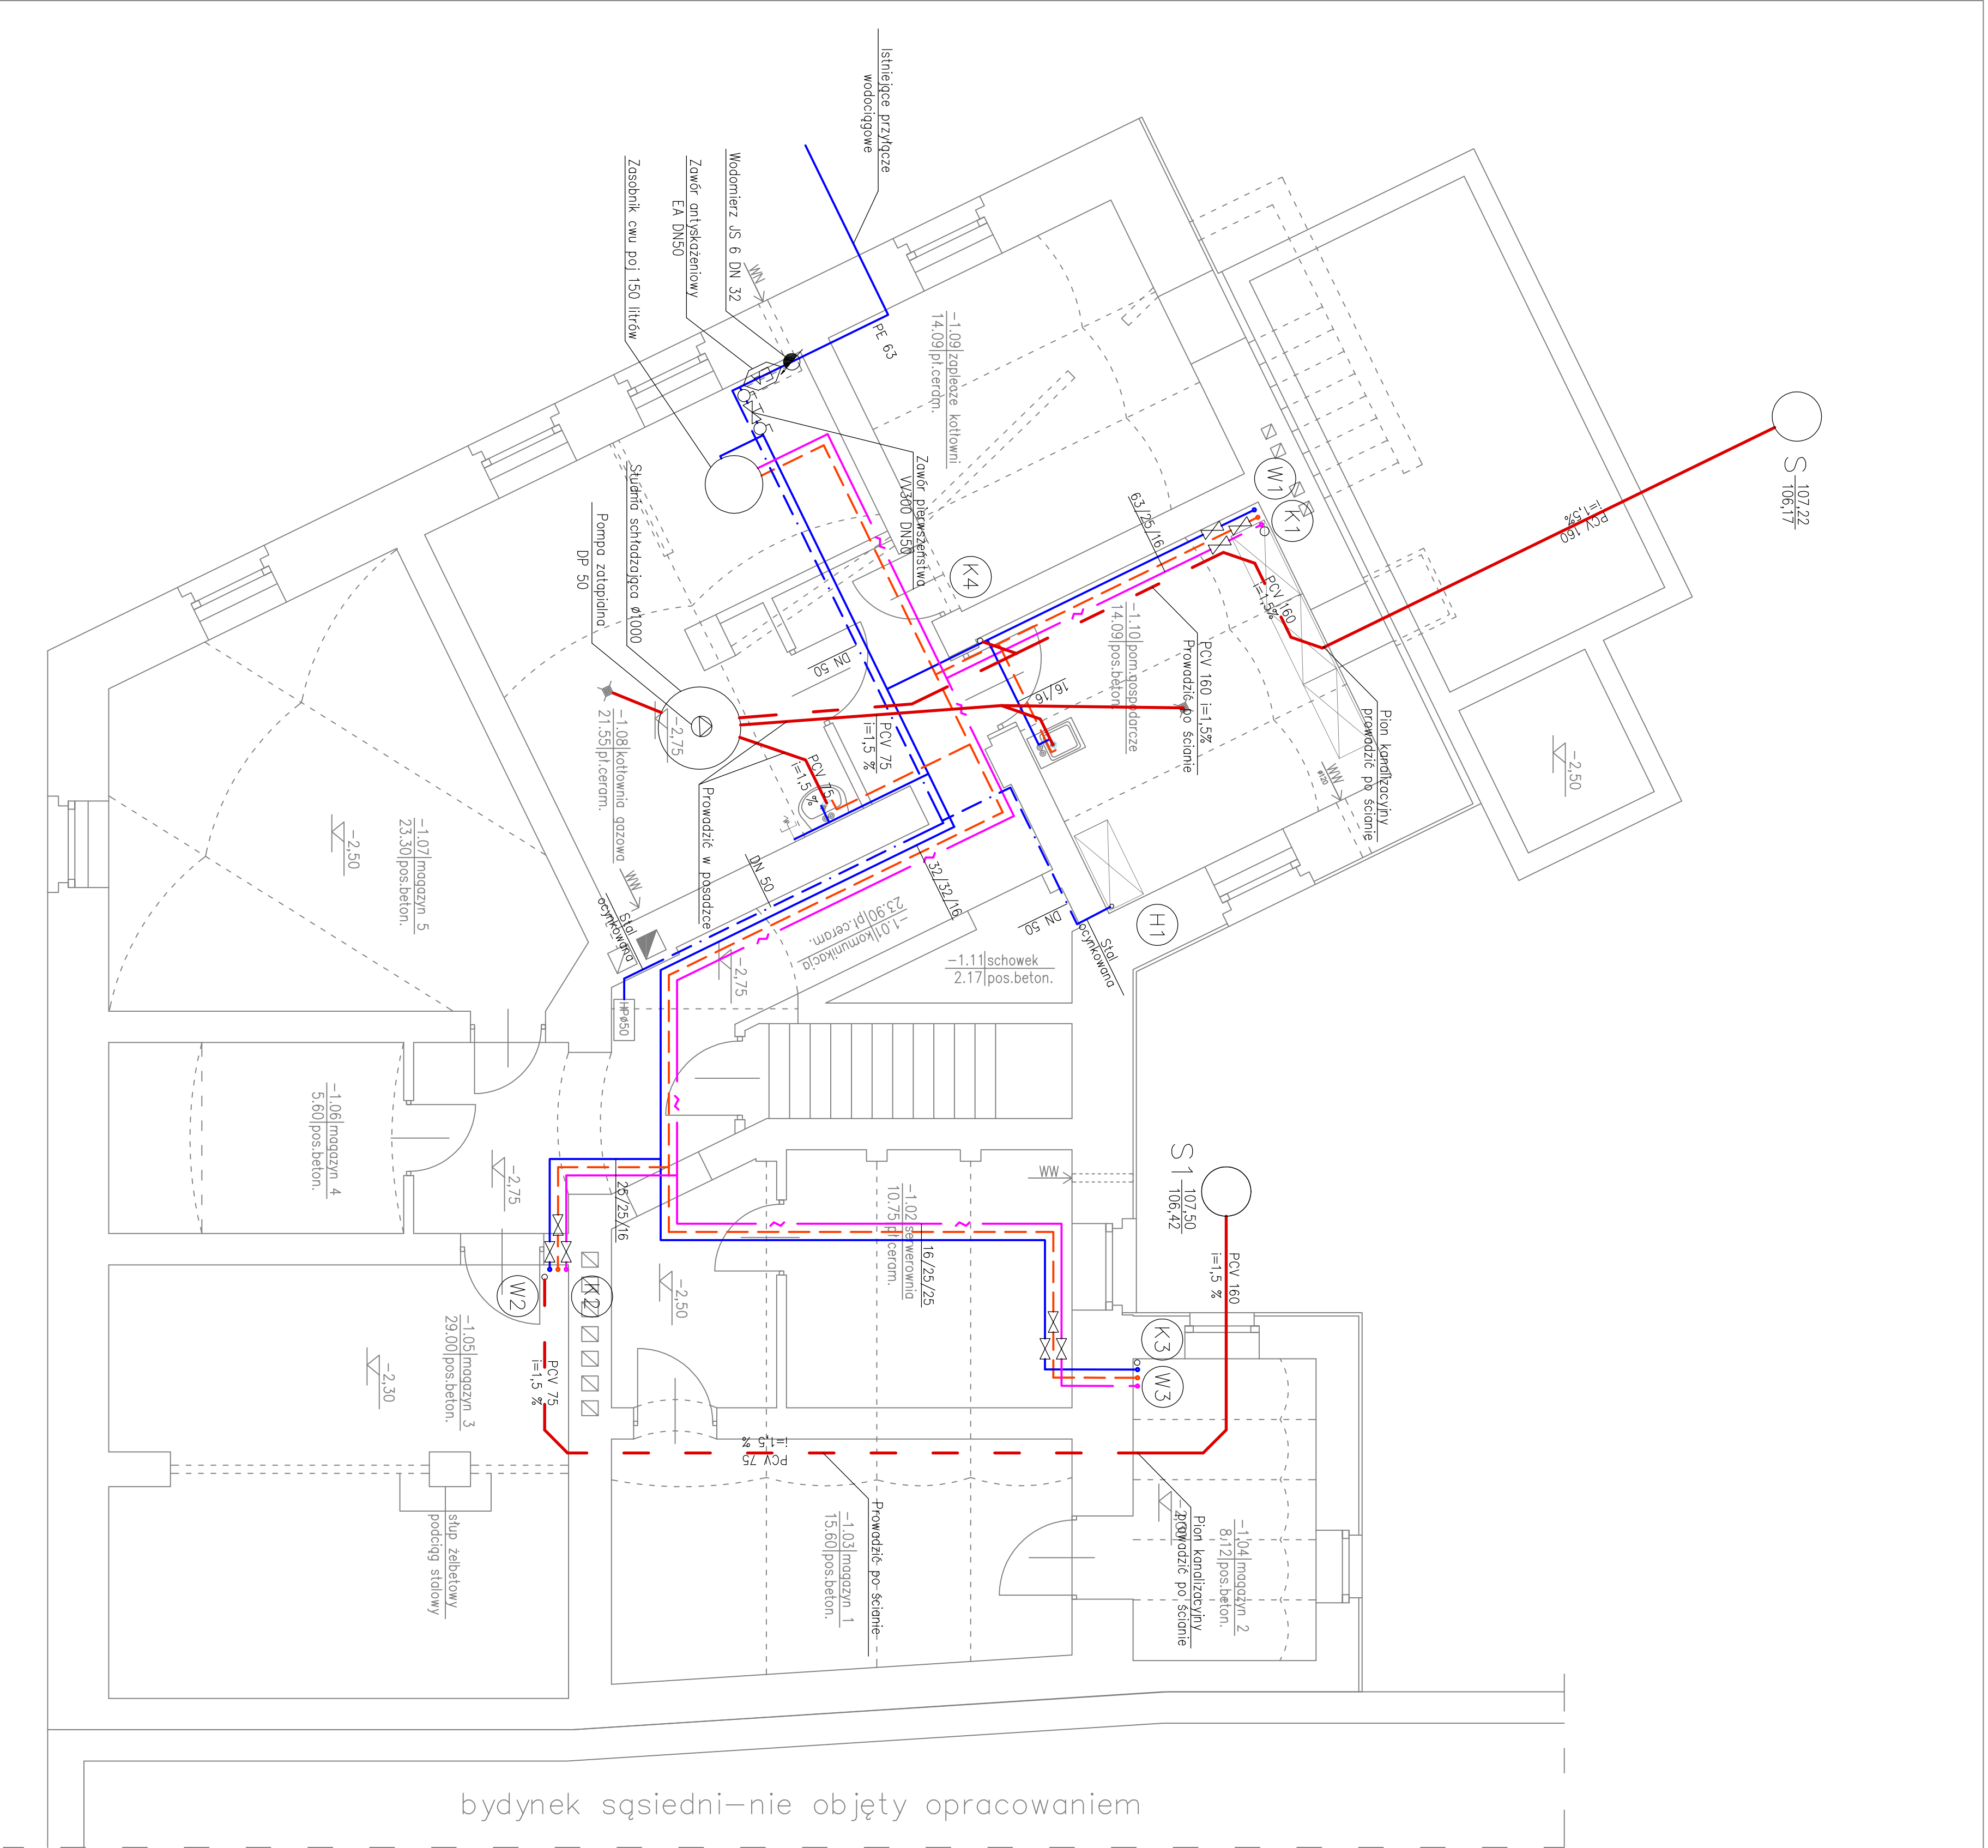 Istniejące przyłącze
wodociągowe
Wodomierz JS 6 DN 32
Zawór antyskażeniowy
EA DN50
Zasobnik cwu poj 150 litrów
WN
PE 63
-1.09 zaplecze kotłowni
14.09 pł.ceram.
Zawór pierwszeństwa
VV300 DN50
Studnia schładzająca ø1000
Pompa zatapialna
DP 50
W1
K1
K4
63/25/16
PCV 160
i=1,5%
S 107,22
106,17
PCV 160
i=1,5%
-1.10 pom.gospodarcze
14.09 pos.beton.
PCV 160 i=1,5%
Prowadzić po ścianie
Pion kanalizacyjny
prowadzić po ścianie
DN 50
16/16
PCV 75
i=1,5 %
PCV 75
i=1,5 %
WW
ø120
-2,50
-2,75
-1.08 kotłownia gazowa
21.55 pł.ceram.
Prowadzić w posadzce
-1.07 magazyn 5
23.30 pos.beton.
-2,50
WW
Stal
ocynkowana
DN 50
32/32/16
-1.01 komunikacja
23.90 pł.ceram.
DN 50
Stal
ocynkowana
H1
-1.11 schowek
2.17 pos.beton.
-2,75
HPø50
-1.06 magazyn 4
5.60 pos.beton.
-2,75
25/25/16
WW
-1.02 serwerownia
10.75 pł.ceram.
16/25/25
S1 107,50
106,42
PCV 160
i=1,5 %
W2
K2
-2,50
K3
W3
-1.05 magazyn 3
29.00 pos.beton.
-2,30
PCV 75
i=1,5 %
PCV 75
i=1,5 %
Prowadzić po ścianie
-1.03 magazyn 1
15.60 pos.beton.
Pion kanalizacyjny
prowadzić po ścianie
-1.04 magazyn 2
8,12 pos.beton.
słup żelbetowy
podciąg stalowy
bydynek sąsiedni-nie objęty opracowaniem